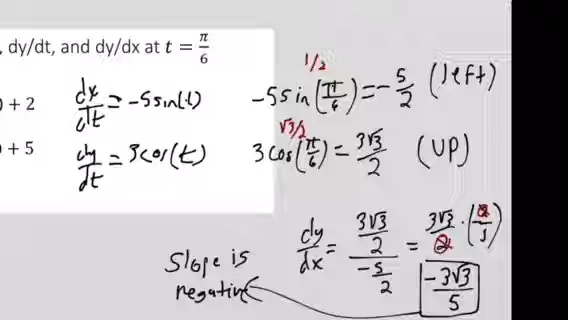 , dy/dt, and dy/dx at t = π/6
) + 2
dx/dt = -5sin(t)
1/2
-5sin(π/6) = -5/2 (left)
) + 5
dy/dt = 3cos(t)
√3/2
3cos(π/6) = 3√3/2 (UP)
dy/dx = (3√3/2)/(-5/2) = 3√3/2 · (2/5)
Slope is
negative
-3√3/5